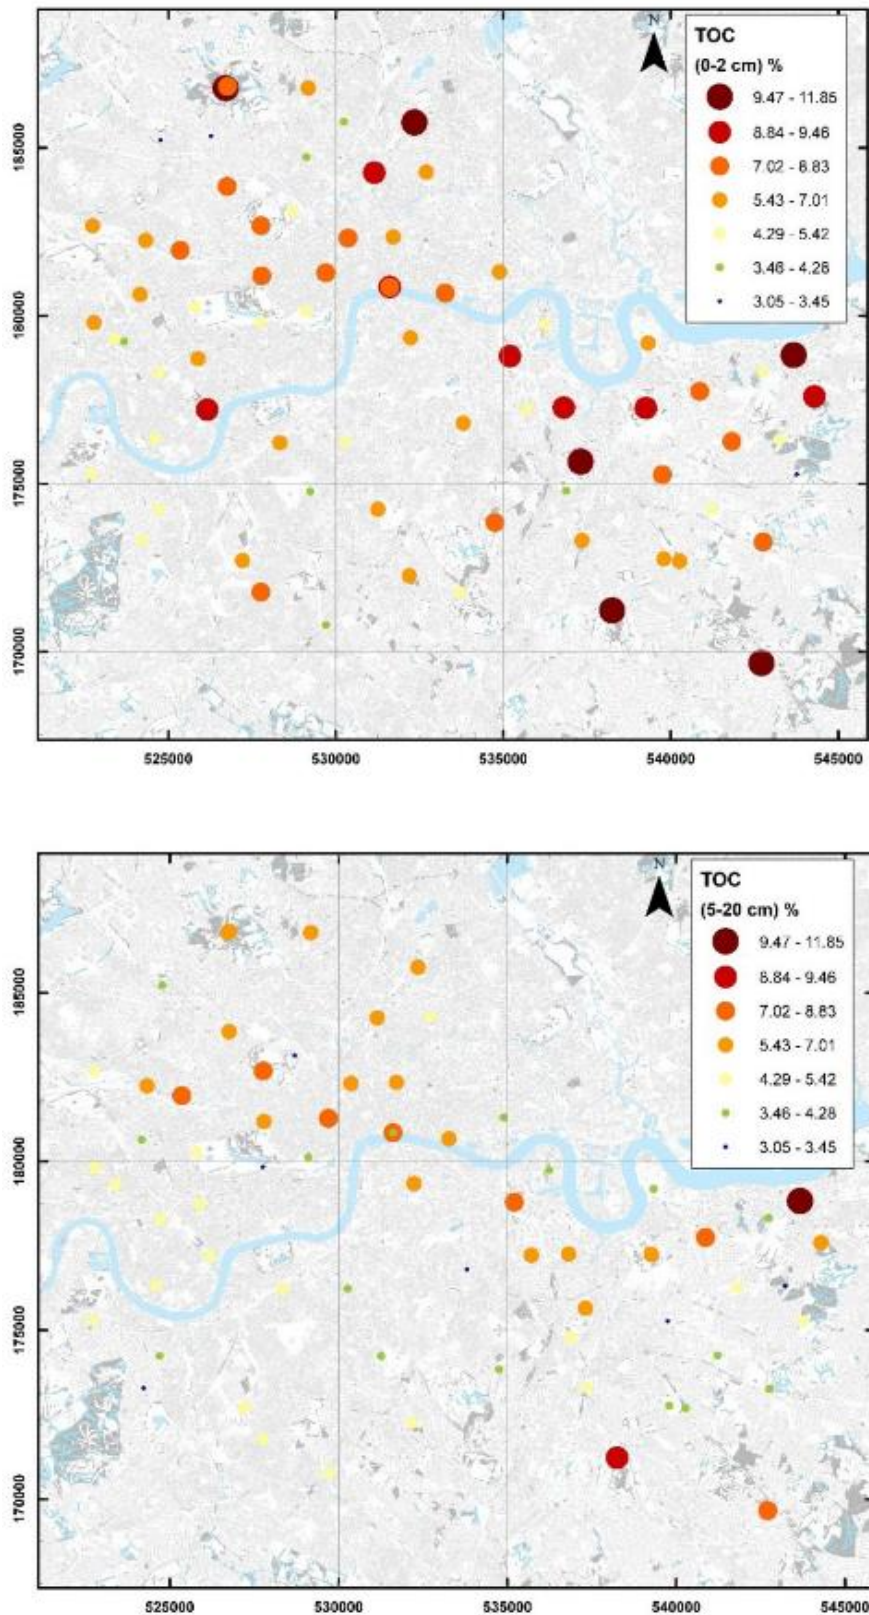 N
TOC
(0-2 cm) %
9.47 - 11.85
8.84 - 9.46
7.02 - 8.83
5.43 - 7.01
4.29 - 5.42
3.46 - 4.28
3.05 - 3.45
185000
180000
175000
170000
525000 530000 535000 540000 545000
N
TOC
(5-20 cm) %
9.47 - 11.85
8.84 - 9.46
7.02 - 8.83
5.43 - 7.01
4.29 - 5.42
3.46 - 4.28
3.05 - 3.45
185000
180000
175000
170000
525000 530000 535000 540000 545000